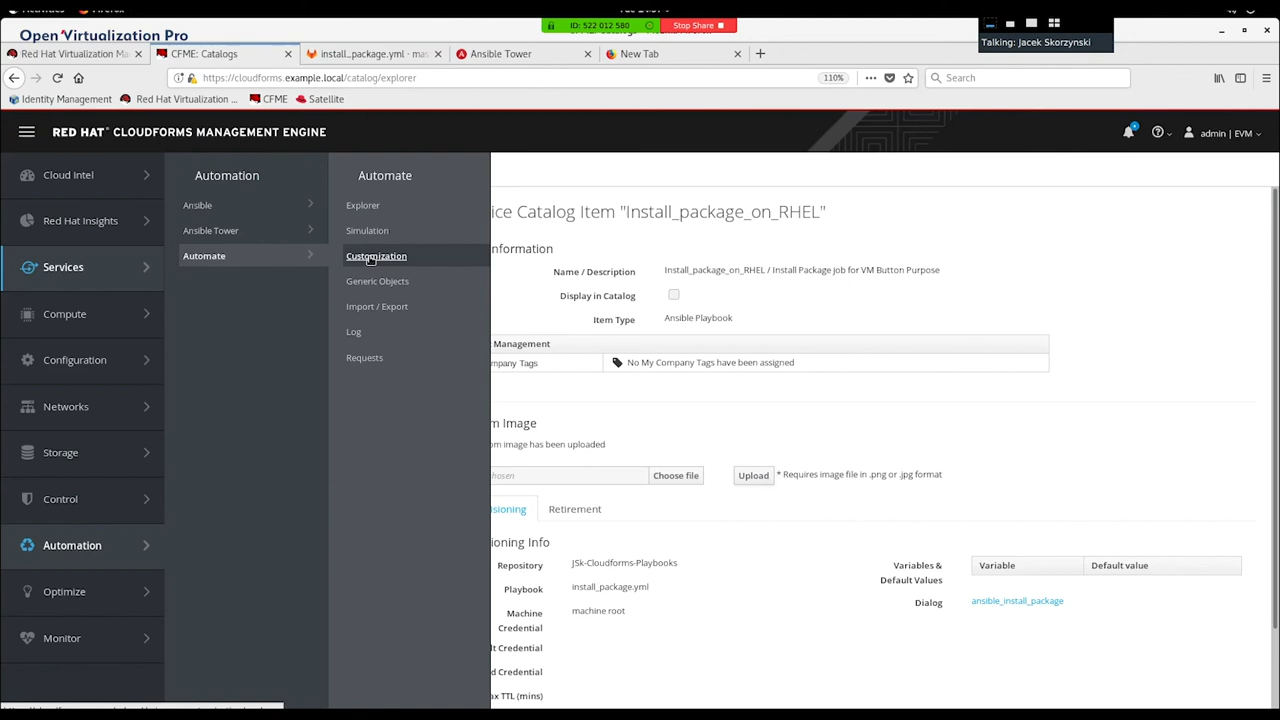 ID: 522 012 580
Stop Share
Open Virtualization Pro
Talking: Jacek Skorzynski
Red Hat Virtualization Ma
CFME: Catalogs
install_package.yml - mas
Ansible Tower
New Tab
https://cloudforms.example.local/catalog/explorer
110%
Search
Identity Management
Red Hat Virtualization ...
CFME
Satellite
RED HAT CLOUDFORMS MANAGEMENT ENGINE
admin | EVM
Cloud Intel
Red Hat Insights
Services
Compute
Configuration
Networks
Storage
Control
Automation
Optimize
Monitor
Automation
Ansible
Ansible Tower
Automate
Automate
Explorer
Simulation
Customization
Generic Objects
Import / Export
Log
Requests
ice Catalog Item "Install_package_on_RHEL"
nformation
Name / Description
Install_package_on_RHEL / Install Package job for VM Button Purpose
Display in Catalog
Item Type
Ansible Playbook
Management
mpany Tags
No My Company Tags have been assigned
m Image
om image has been uploaded
hosen
Choose file
Upload
* Requires image file in .png or .jpg format
isioning
Retirement
ioning Info
Repository
JSk-Cloudforms-Playbooks
Playbook
install_package.yml
Machine
Credential
machine root
lt Credential
d Credential
ax TTL (mins)
Variables &
Default Values
Variable
Default value
Dialog
ansible_install_package